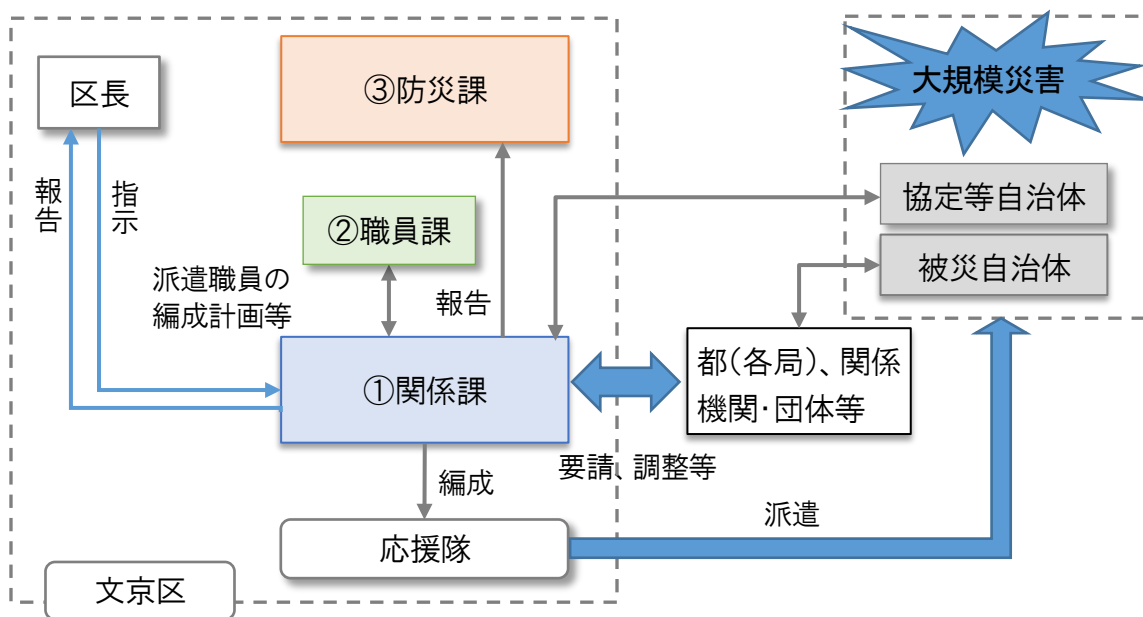 区長
③防災課
大規模災害
報告
指示
②職員課
協定等自治体
被災自治体
派遣職員の
編成計画等
報告
①関係課
都(各局)、関係
機関・団体等
要請、調整等
編成
派遣
応援隊
文京区